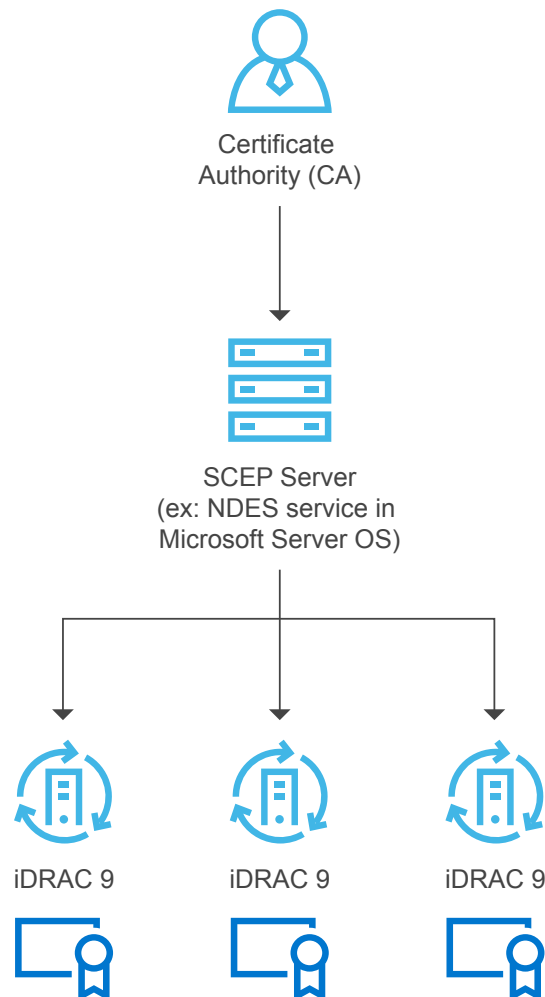 Certificate
Authority (CA)
SCEP Server
(ex: NDES service in
Microsoft Server OS)
iDRAC 9
iDRAC 9
iDRAC 9